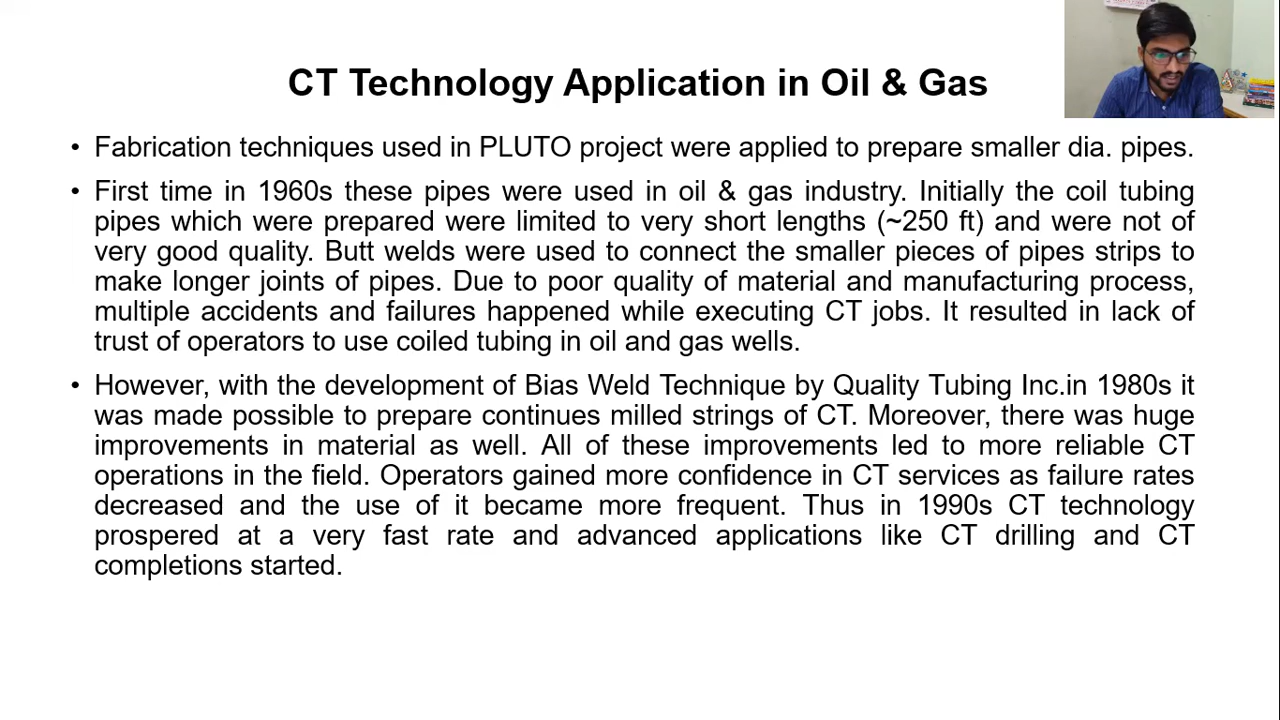 CT Technology Application in Oil & Gas
• Fabrication techniques used in PLUTO project were applied to prepare smaller dia. pipes.
• First time in 1960s these pipes were used in oil & gas industry. Initially the coil tubing
pipes which were prepared were limited to very short lengths (~250 ft) and were not of
very good quality. Butt welds were used to connect the smaller pieces of pipes strips to
make longer joints of pipes. Due to poor quality of material and manufacturing process,
multiple accidents and failures happened while executing CT jobs. It resulted in lack of
trust of operators to use coiled tubing in oil and gas wells.
• However, with the development of Bias Weld Technique by Quality Tubing Inc.in 1980s it
was made possible to prepare continues milled strings of CT. Moreover, there was huge
improvements in material as well. All of these improvements led to more reliable CT
operations in the field. Operators gained more confidence in CT services as failure rates
decreased and the use of it became more frequent. Thus in 1990s CT technology
prospered at a very fast rate and advanced applications like CT drilling and CT
completions started.